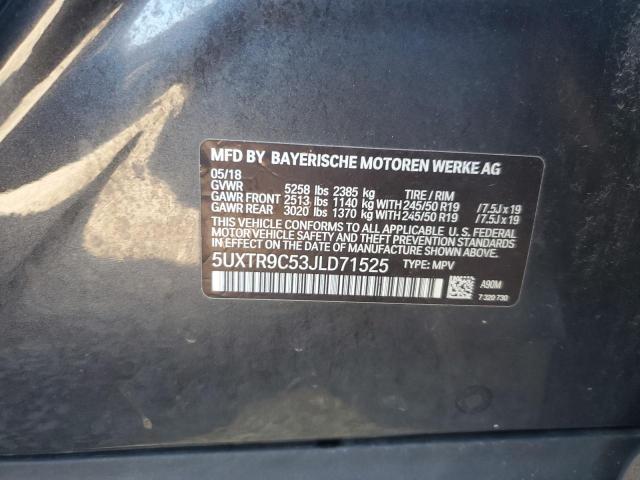 MFD BY BAYERISCHE MOTOREN WERKE AG
05/18
GVWR 5258 lbs 2385 kg TIRE / RIM
GAWR FRONT 2513 lbs 1140 kg WITH 245/50 R19 /7.5J x 19
GAWR REAR 3020 lbs 1370 kg WITH 245/50 R19 /7.5J x 19
THIS VEHICLE CONFORMS TO ALL APPLICABLE U.S. FEDERAL
MOTOR VEHICLE SAFETY, BUMPER, AND THEFT PREVENTION
STANDARDS IN EFFECT ON THE DATE OF MANUFACTURE SHOWN ABOVE.
5UXTR9C53JLD71525 TYPE: MPV
A90M
7 320 730